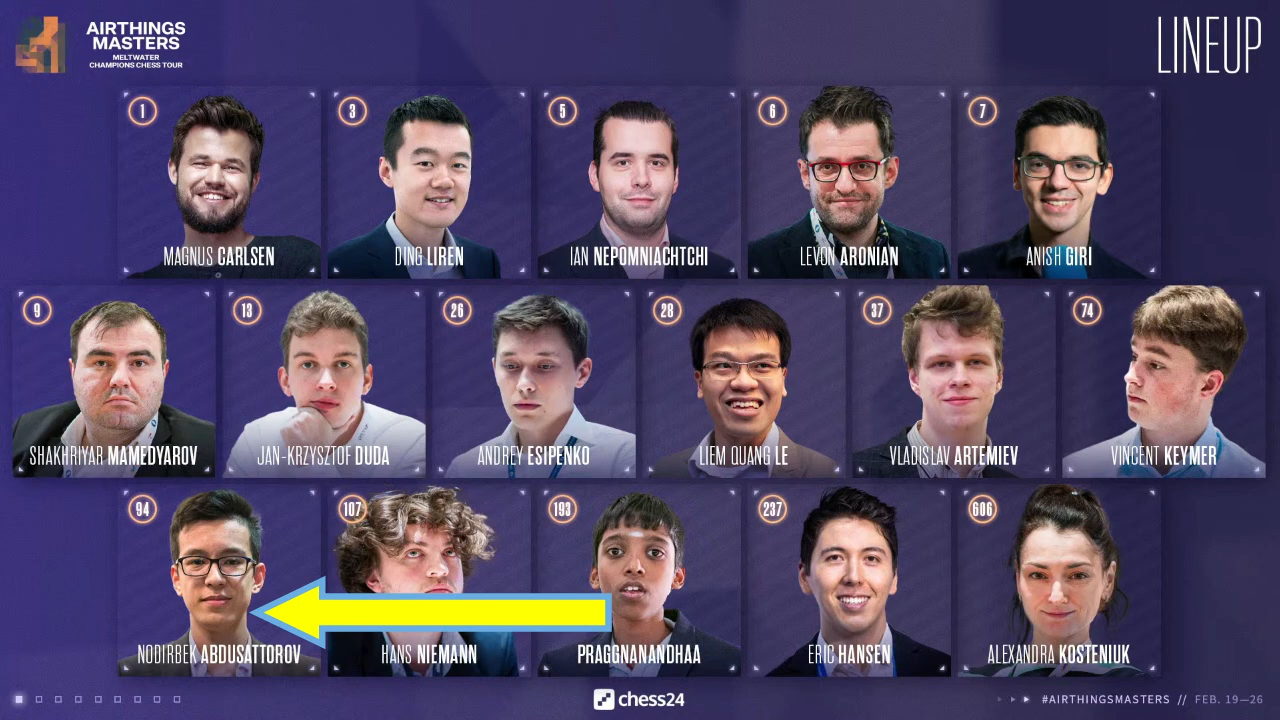 AIRTHINGS
MASTERS
MELTWATER
CHAMPIONS CHESS TOUR
LINEUP
1
MAGNUS CARLSEN
3
DING LIREN
5
IAN NEPOMNIACHTCHI
6
LEVON ARONIAN
7
ANISH GIRI
9
SHAKHRIYAR MAMEDYAROV
13
JAN-KRZYSZTOF DUDA
26
ANDREY ESIPENKO
28
LIEM QUANG LE
37
VLADISLAV ARTEMIEV
74
VINCENT KEYMER
94
NODIRBEK ABDUSATTOROV
107
HANS NIEMANN
193
PRAGGNANANDHAA
237
ERIC HANSEN
606
ALEXANDRA KOSTENIUK
chess24
#AIRTHINGSMASTERS // FEB. 19—26